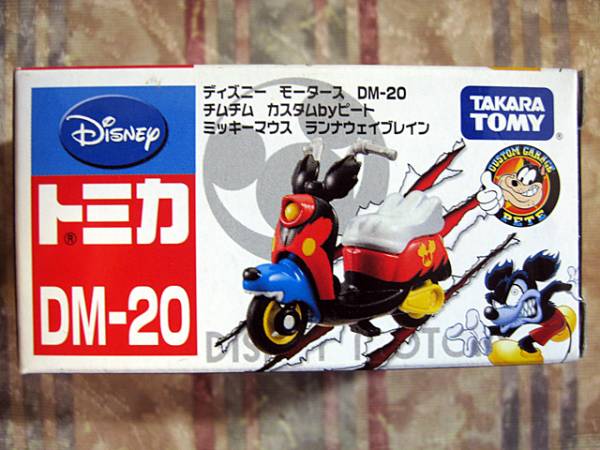 Disney
ディズニー モータース DM-20
チムチム カスタムbyピート
ミッキーマウス ランナウェイブレイン
TAKARA
TOMY
®
CUSTOM GARAGE
PETE
トミカ
®
DM-20
DISNEY MOTO